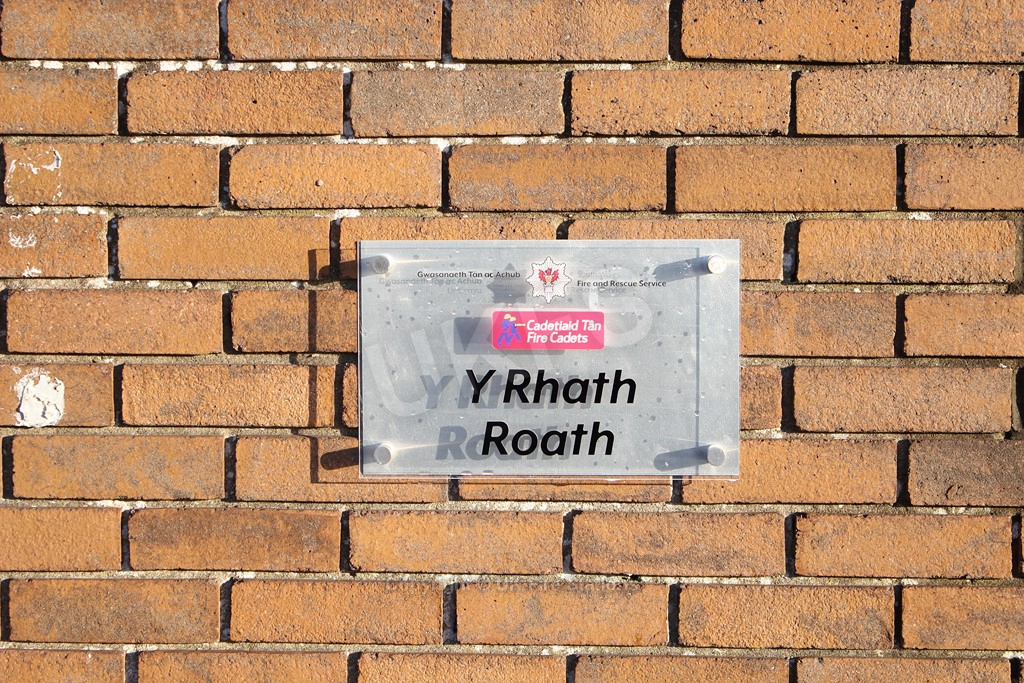 Gwasanaeth Tân ac Achub
Fire and Rescue Service
Cadetiaid Tân
Fire Cadets
Y Rhath
Roath